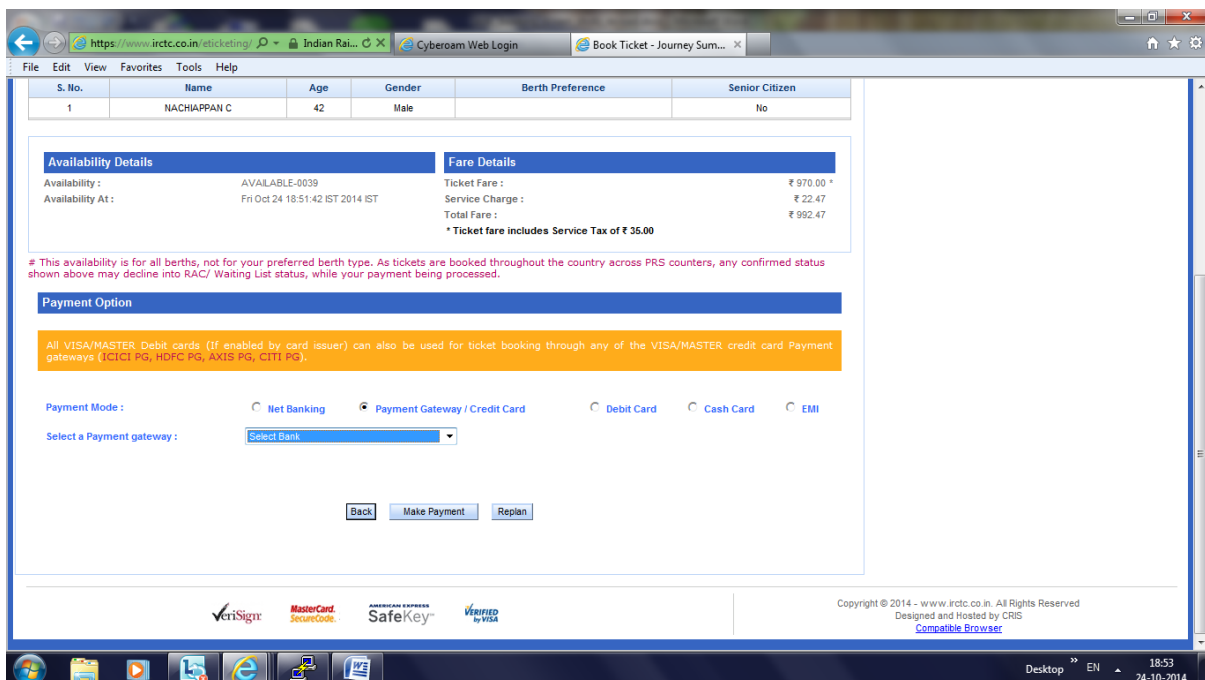 https://www.irctc.co.in/eticketing/ Indian Rai... Cyberoam Web Login Book Ticket - Journey Sum...
File Edit View Favorites Tools Help
S. No. Name Age Gender Berth Preference Senior Citizen
1 NACHIAPPAN C 42 Male No
Availability Details Fare Details
Availability : AVAILABLE-0039 Ticket Fare : ₹ 970.00 *
Availability At : Fri Oct 24 18:51:42 IST 2014 IST Service Charge : ₹ 22.47
Total Fare : ₹ 992.47
* Ticket fare includes Service Tax of ₹ 35.00
# This availability is for all berths, not for your preferred berth type. As tickets are booked throughout the country across PRS counters, any confirmed status
shown above may decline into RAC/ Waiting List status, while your payment being processed.
Payment Option
All VISA/MASTER Debit cards (If enabled by card issuer) can also be used for ticket booking through any of the VISA/MASTER credit card Payment
gateways (ICICI PG, HDFC PG, AXIS PG, CITI PG).
Payment Mode : Net Banking Payment Gateway / Credit Card Debit Card Cash Card EMI
Select a Payment gateway : Select Bank
Back Make Payment Replan
VeriSign MasterCard. SecureCode. AMERICAN EXPRESS SafeKey VERIFIED by VISA
Copyright © 2014 - www.irctc.co.in. All Rights Reserved
Designed and Hosted by CRIS
Compatible Browser
Desktop » EN 18:53
24-10-2014